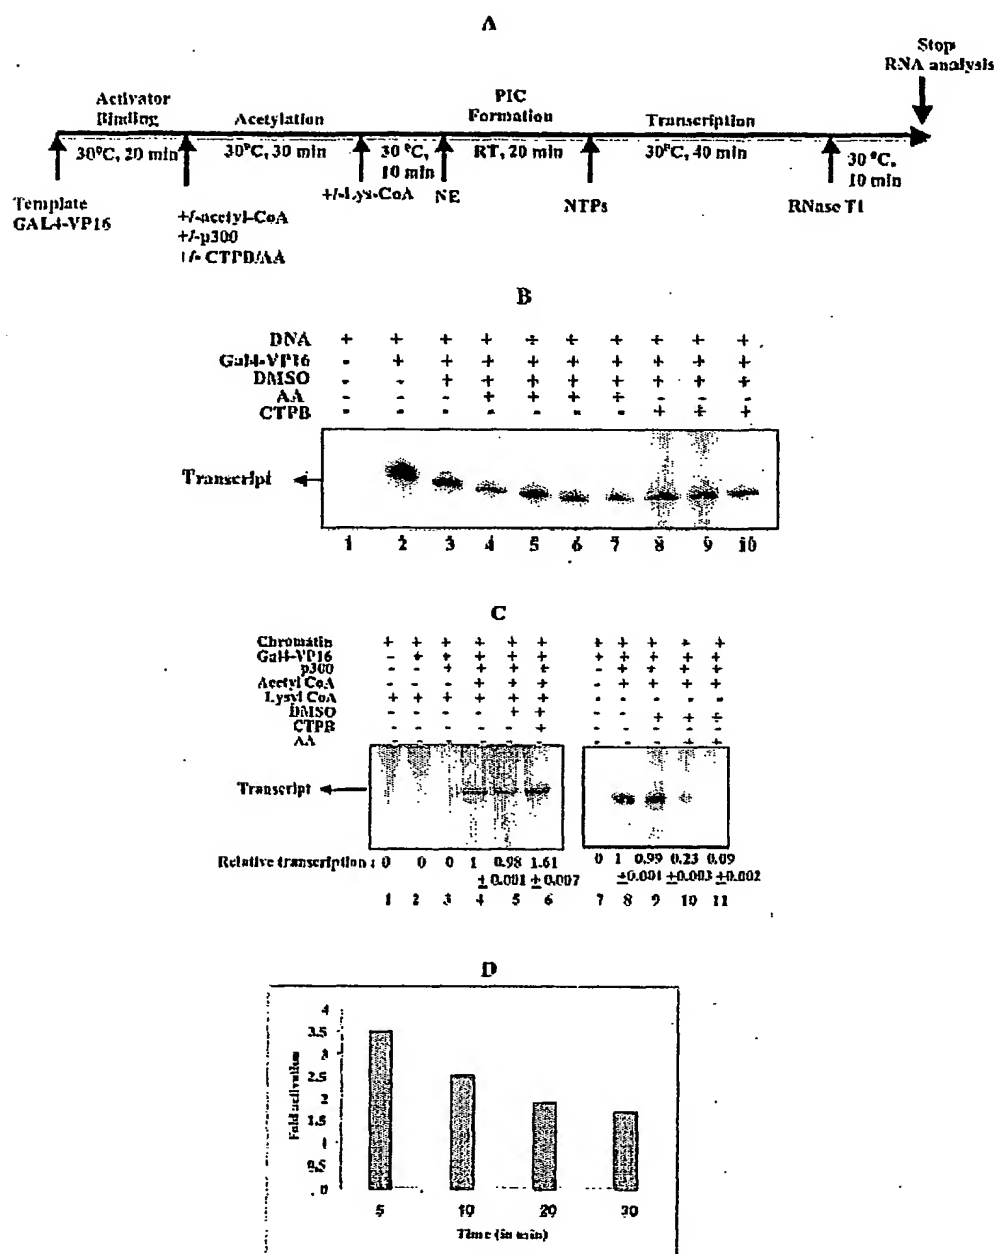 A
Stop
RNA analysis
Activator
Binding
Acetylation
PIC
Formation
Transcription
30°C, 20 min
30°C, 30 min
30 °C,
10 min
RT, 20 min
30°C, 40 min
30 °C,
10 min
Template
GAL4-VP16
+/-acetyl-CoA
+/-p300
+/- CTPB/AA
+/-Lys-CoA
NE
NTPs
RNase T1
B
DNA + + + + + + + + + +
Gal4-VP16 - + + + + + + + + +
DMSO - - + + + + + + + +
AA - - - + + + + - - -
CTPB - - - - - - - + + +
Transcript
1 2 3 4 5 6 7 8 9 10
C
Chromatin + + + + + + + + + + +
Gal4-VP16 - + + + + + + + + + +
p300 - - + + + + - + + + +
Acetyl CoA - - - + + + - + + + +
Lysyl CoA + + + + + + - - - - -
DMSO - - - - + + - - + + +
CTPB - - - - - + - - - - -
AA - - - - - - - - - + +
Transcript
Relative transcription : 0 0 0 1 0.98 1.61 0 1 0.99 0.23 0.09
± 0.001 ± 0.007 ±0.001 ±0.003 ±0.002
1 2 3 4 5 6 7 8 9 10 11
D
Fold activation
4
3.5
3
2.5
2
1.5
1
0.5
0
5 10 20 30
Time (in min)